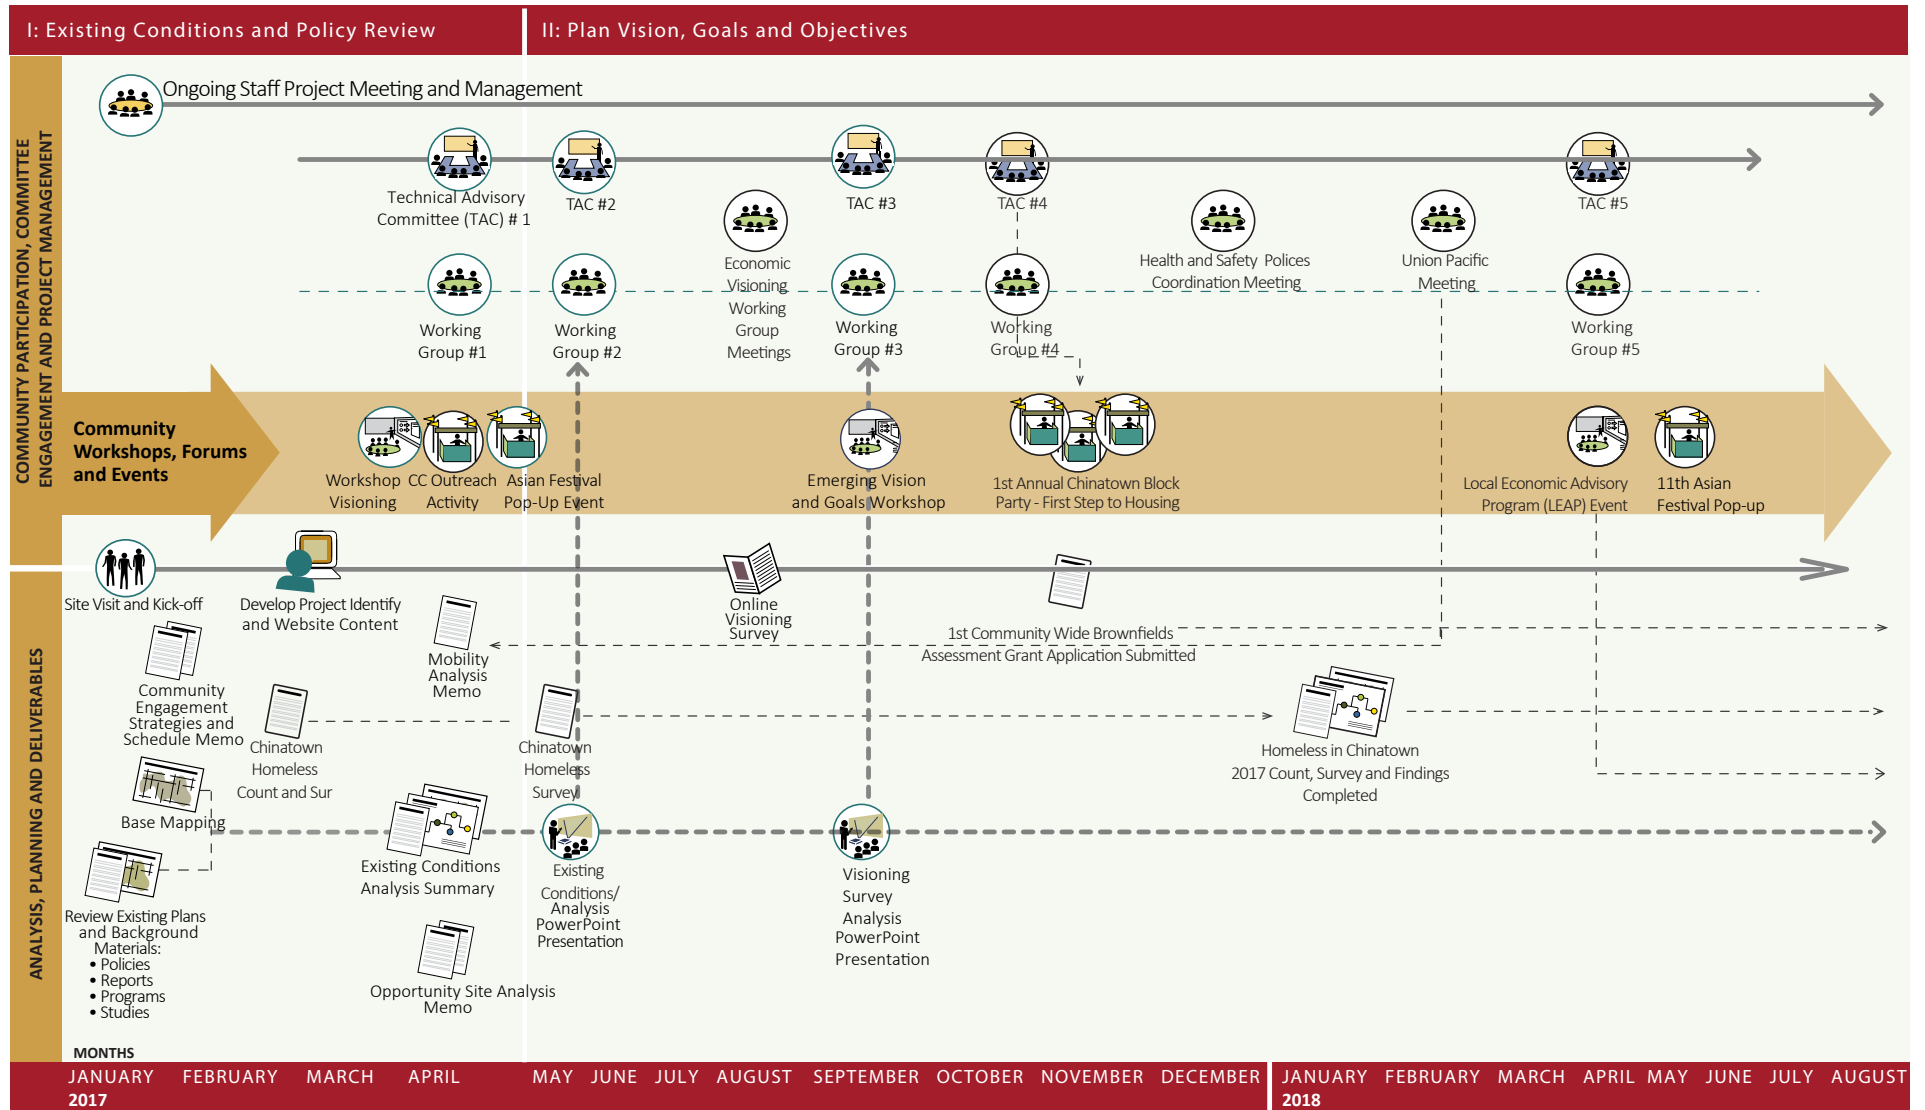 I: Existing Conditions and Policy Review
II: Plan Vision, Goals and Objectives
COMMUNITY PARTICIPATION, COMMITTEE
ENGAGEMENT AND PROJECT MANAGEMENT
Ongoing Staff Project Meeting and Management
Technical Advisory
Committee (TAC) # 1
TAC #2
TAC #3
TAC #4
TAC #5
Economic
Visioning
Working
Group
Meetings
Health and Safety Polices
Coordination Meeting
Union Pacific
Meeting
Working
Group #1
Working
Group #2
Working
Group #3
Working
Group #4
Working
Group #5
Community
Workshops, Forums
and Events
Workshop
Visioning
CC Outreach
Activity
Asian Festival
Pop-Up Event
Emerging Vision
and Goals Workshop
1st Annual Chinatown Block
Party - First Step to Housing
Local Economic Advisory
Program (LEAP) Event
11th Asian
Festival Pop-up
ANALYSIS, PLANNING AND DELIVERABLES
Site Visit and Kick-off
Develop Project Identify
and Website Content
Online
Visioning
Survey
1st Community Wide Brownfields
Assessment Grant Application Submitted
Community
Engagement
Strategies and
Schedule Memo
Mobility
Analysis
Memo
Chinatown
Homeless
Count and Sur
Chinatown
Homeless
Survey
Homeless in Chinatown
2017 Count, Survey and Findings
Completed
Base Mapping
Existing Conditions
Analysis Summary
Existing
Conditions/
Analysis
PowerPoint
Presentation
Visioning
Survey
Analysis
PowerPoint
Presentation
Review Existing Plans
and Background
Materials:
• Policies
• Reports
• Programs
• Studies
Opportunity Site Analysis
Memo
MONTHS
JANUARY FEBRUARY MARCH APRIL MAY JUNE JULY AUGUST SEPTEMBER OCTOBER NOVEMBER DECEMBER JANUARY FEBRUARY MARCH APRIL MAY JUNE JULY AUGUST
2017 2018